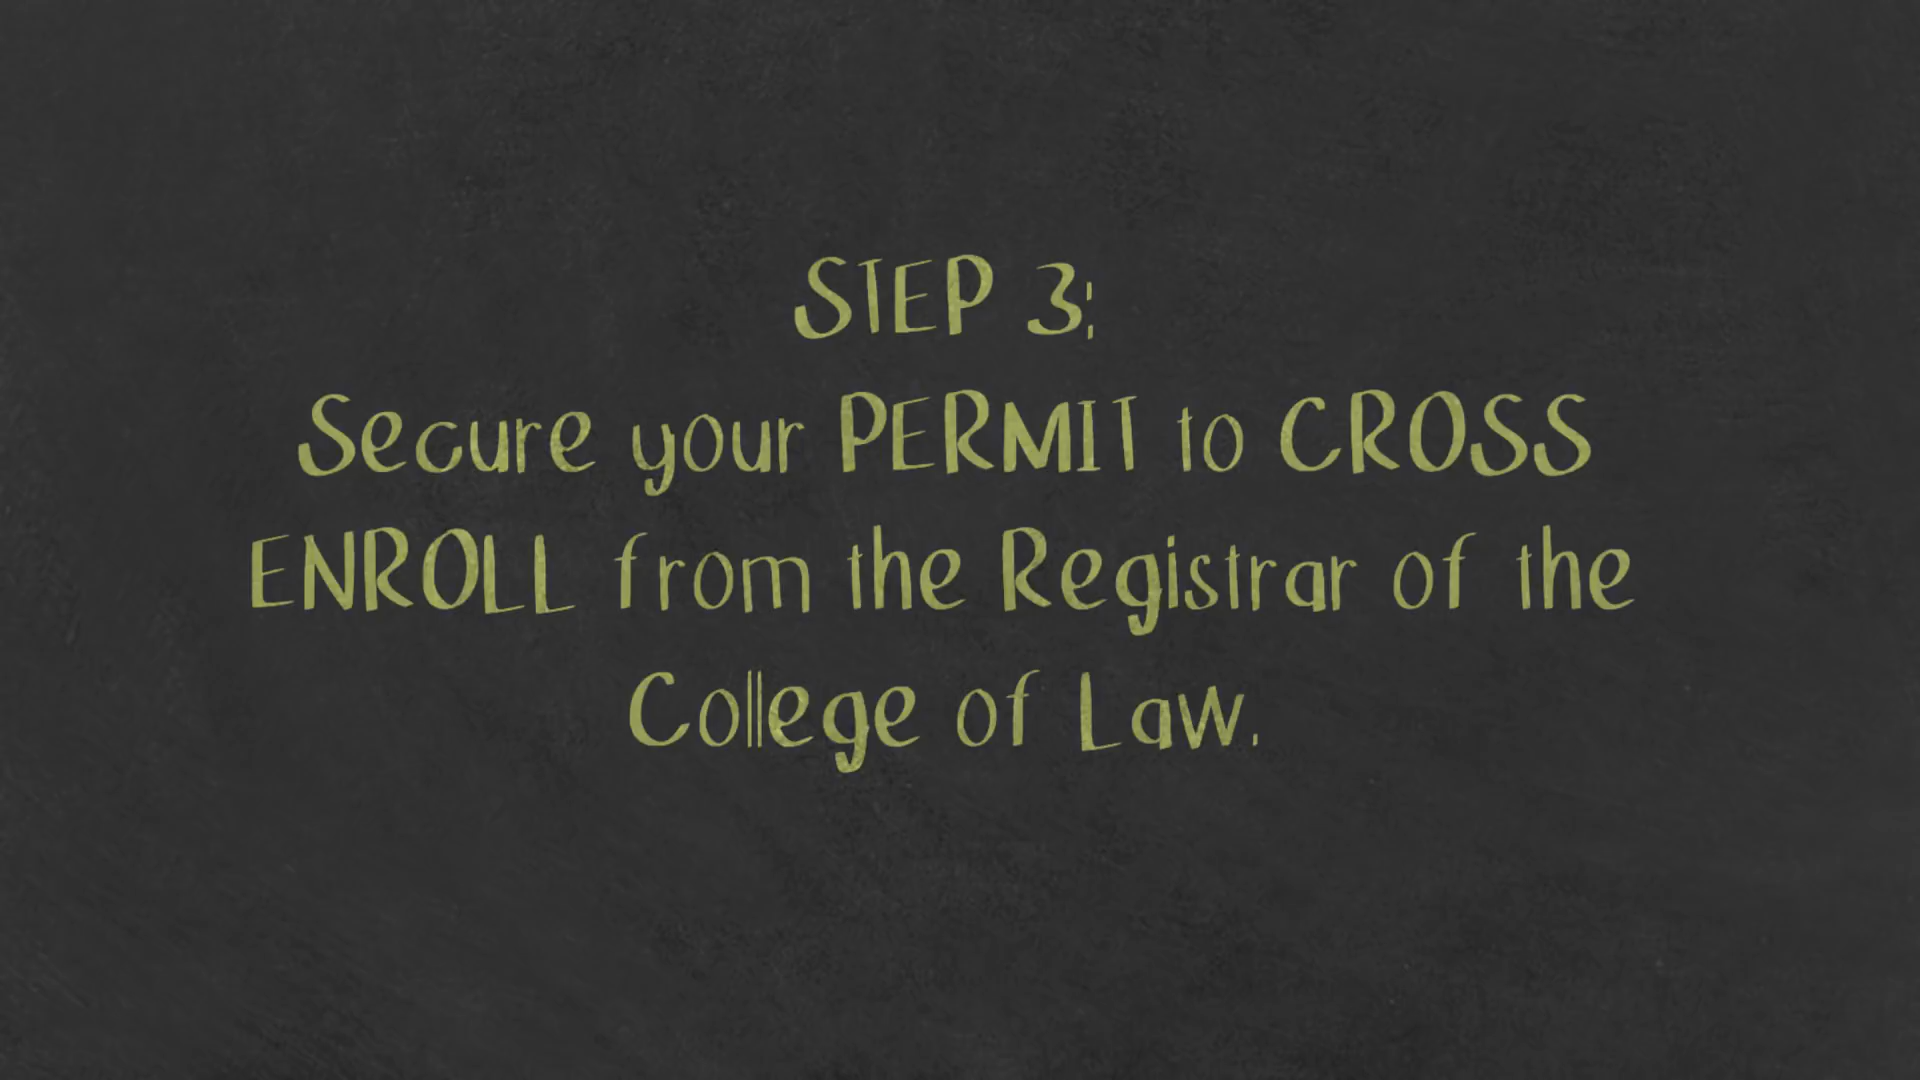 STEP 3:
Secure your PERMIT to CROSS
ENROLL from the Registrar of the
College of Law.